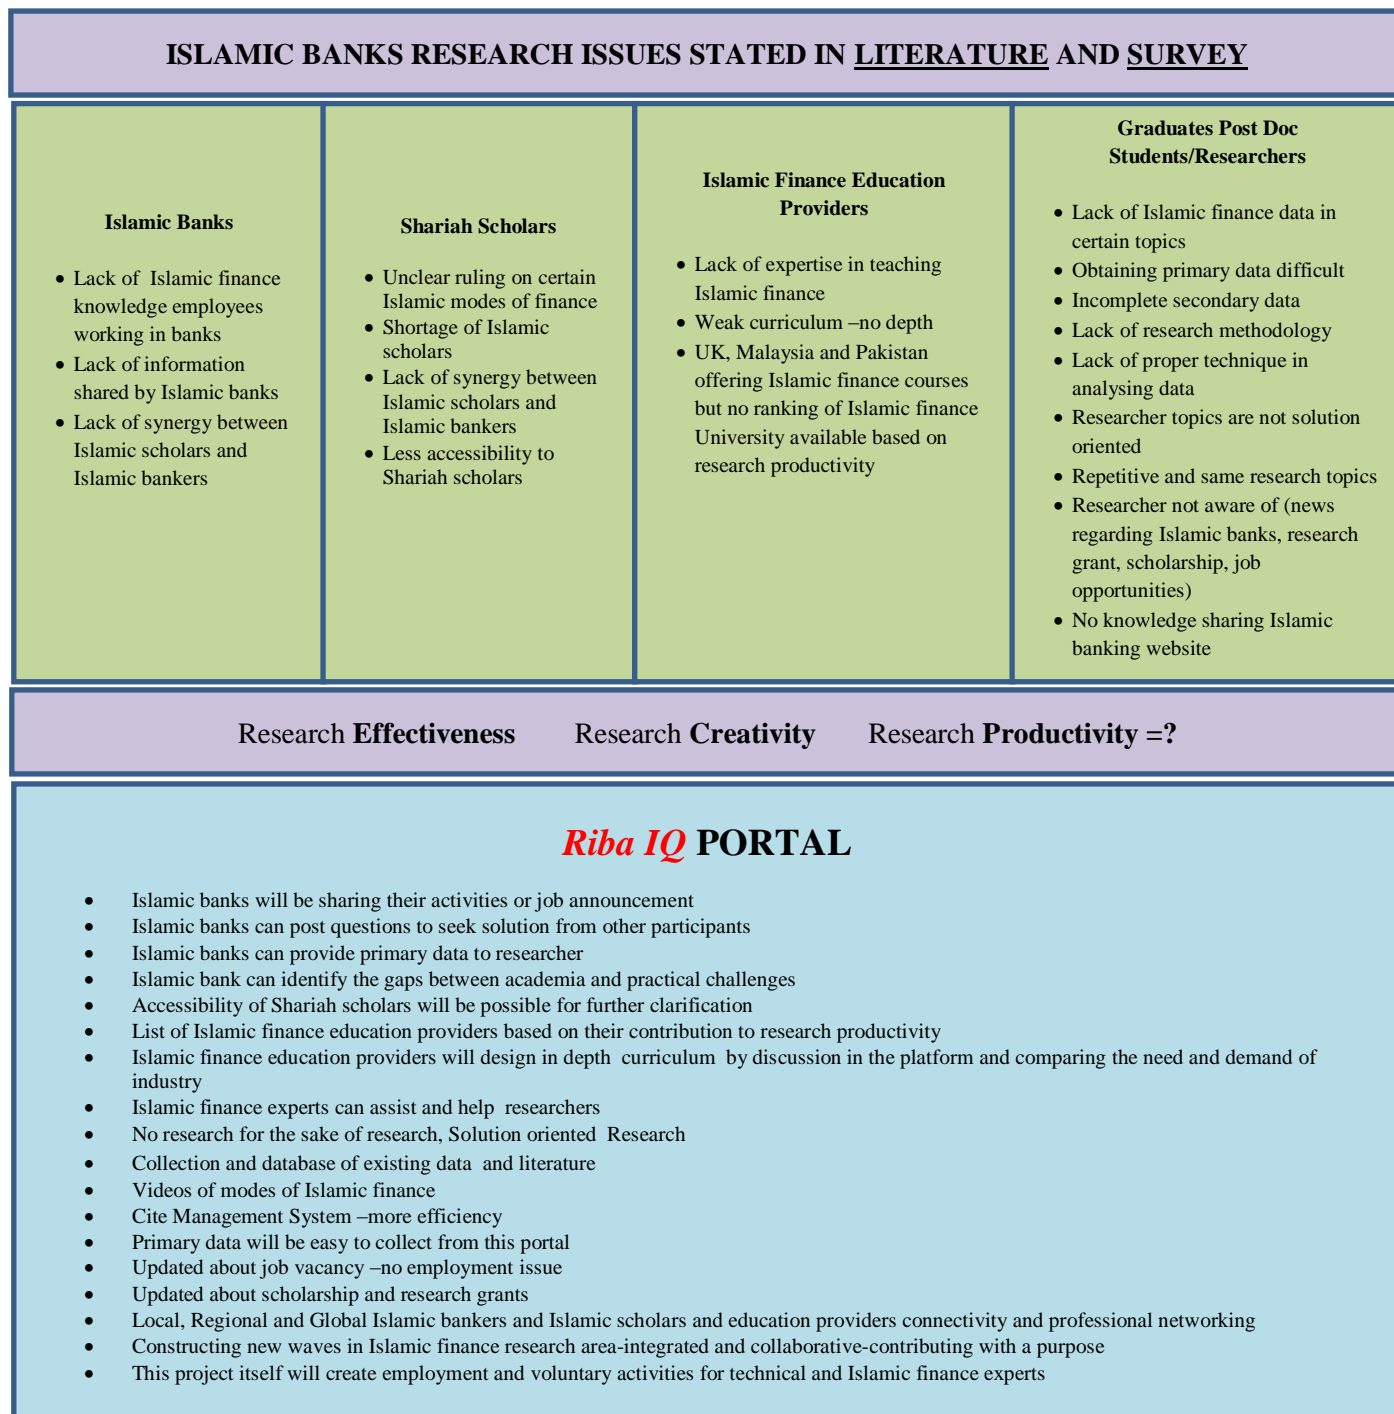 ISLAMIC BANKS RESEARCH ISSUES STATED IN LITERATURE AND SURVEY
Islamic Banks
• Lack of Islamic finance
knowledge employees
working in banks
• Lack of information
shared by Islamic banks
• Lack of synergy between
Islamic scholars and
Islamic bankers
Shariah Scholars
• Unclear ruling on certain
Islamic modes of finance
• Shortage of Islamic
scholars
• Lack of synergy between
Islamic scholars and
Islamic bankers
• Less accessibility to
Shariah scholars
Islamic Finance Education
Providers
• Lack of expertise in teaching
Islamic finance
• Weak curriculum –no depth
• UK, Malaysia and Pakistan
offering Islamic finance courses
but no ranking of Islamic finance
University available based on
research productivity
Graduates Post Doc
Students/Researchers
• Lack of Islamic finance data in
certain topics
• Obtaining primary data difficult
• Incomplete secondary data
• Lack of research methodology
• Lack of proper technique in
analysing data
• Researcher topics are not solution
oriented
• Repetitive and same research topics
• Researcher not aware of (news
regarding Islamic banks, research
grant, scholarship, job
opportunities)
• No knowledge sharing Islamic
banking website
Research Effectiveness Research Creativity Research Productivity =?
Riba IQ PORTAL
• Islamic banks will be sharing their activities or job announcement
• Islamic banks can post questions to seek solution from other participants
• Islamic banks can provide primary data to researcher
• Islamic bank can identify the gaps between academia and practical challenges
• Accessibility of Shariah scholars will be possible for further clarification
• List of Islamic finance education providers based on their contribution to research productivity
• Islamic finance education providers will design in depth curriculum by discussion in the platform and comparing the need and demand of
industry
• Islamic finance experts can assist and help researchers
• No research for the sake of research, Solution oriented Research
• Collection and database of existing data and literature
• Videos of modes of Islamic finance
• Cite Management System –more efficiency
• Primary data will be easy to collect from this portal
• Updated about job vacancy –no employment issue
• Updated about scholarship and research grants
• Local, Regional and Global Islamic bankers and Islamic scholars and education providers connectivity and professional networking
• Constructing new waves in Islamic finance research area-integrated and collaborative-contributing with a purpose
• This project itself will create employment and voluntary activities for technical and Islamic finance experts